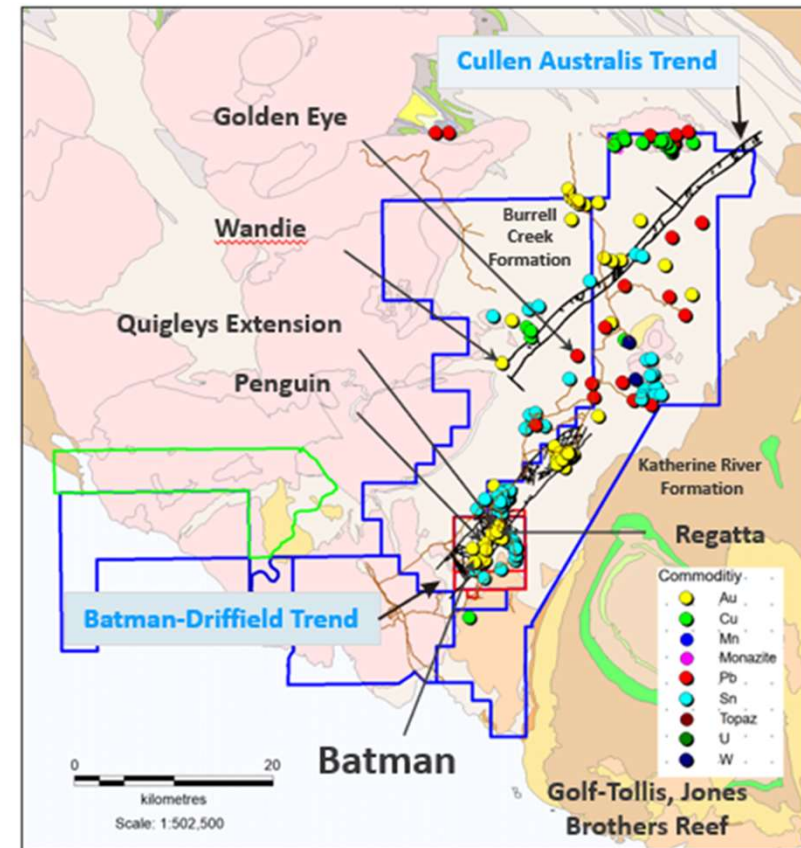 Cullen Australis Trend
Golden Eye
Burrell
Creek
Formation
Wandie
Quigleys Extension
Penguin
Katherine River
Formation
Regatta
Commodity
Au
Cu
Mn
Monazite
Pb
Sn
Topaz
U
W
Batman-Driffield Trend
Batman
0 20
kilometres
Scale: 1:502,500
Golf-Tollis, Jones
Brothers Reef